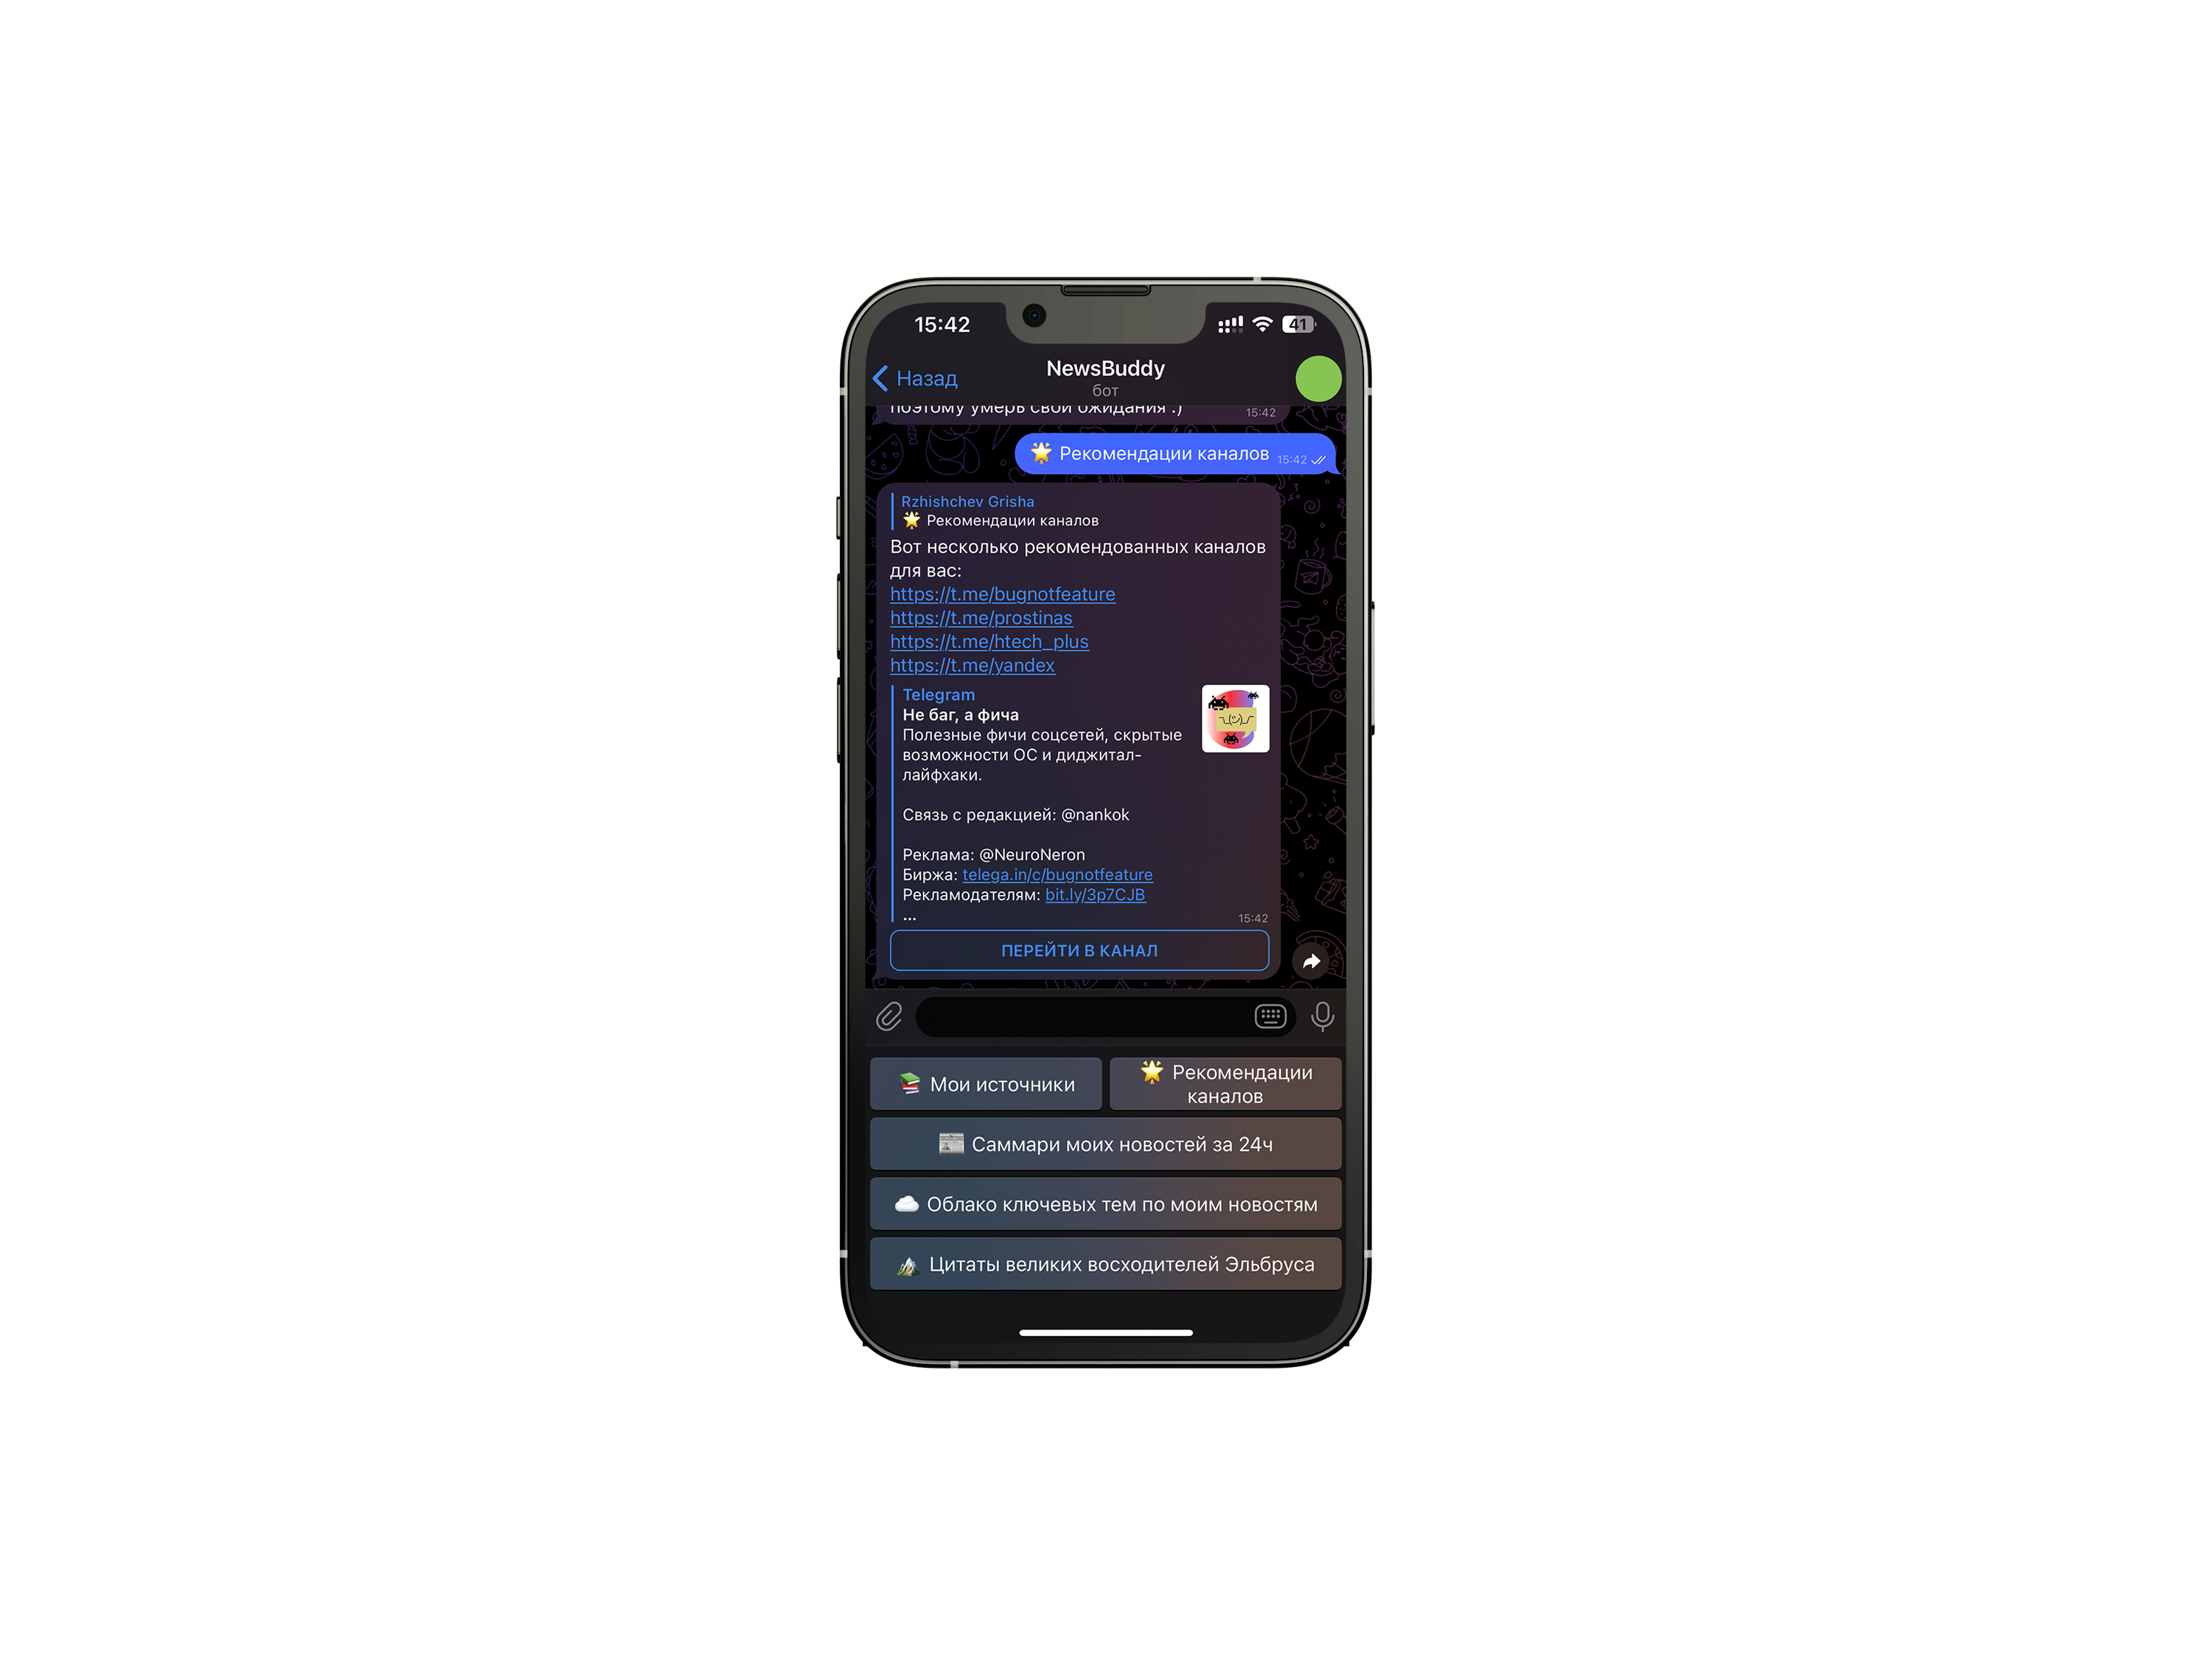 15:42
41
Назад
NewsBuddy
бот
поэтому умерь свои ожидания :)
15:42
🌟 Рекомендации каналов 15:42
Rzhishchev Grisha
🌟 Рекомендации каналов
Вот несколько рекомендованных каналов
для вас:
https://t.me/bugnotfeature
https://t.me/prostinas
https://t.me/htech_plus
https://t.me/yandex
Telegram
Не баг, а фича
Полезные фичи соцсетей, скрытые
возможности ОС и диджитал-
лайфхаки.
¯\_(ツ)_/¯
Связь с редакцией: @nankok
Реклама: @NeuroNeron
Биржа: telega.in/c/bugnotfeature
Рекламодателям: bit.ly/3p7CJB
...
15:42
ПЕРЕЙТИ В КАНАЛ
📚 Мои источники
🌟 Рекомендации
каналов
📰 Саммари моих новостей за 24ч
☁️ Облако ключевых тем по моим новостям
🏔 Цитаты великих восходителей Эльбруса